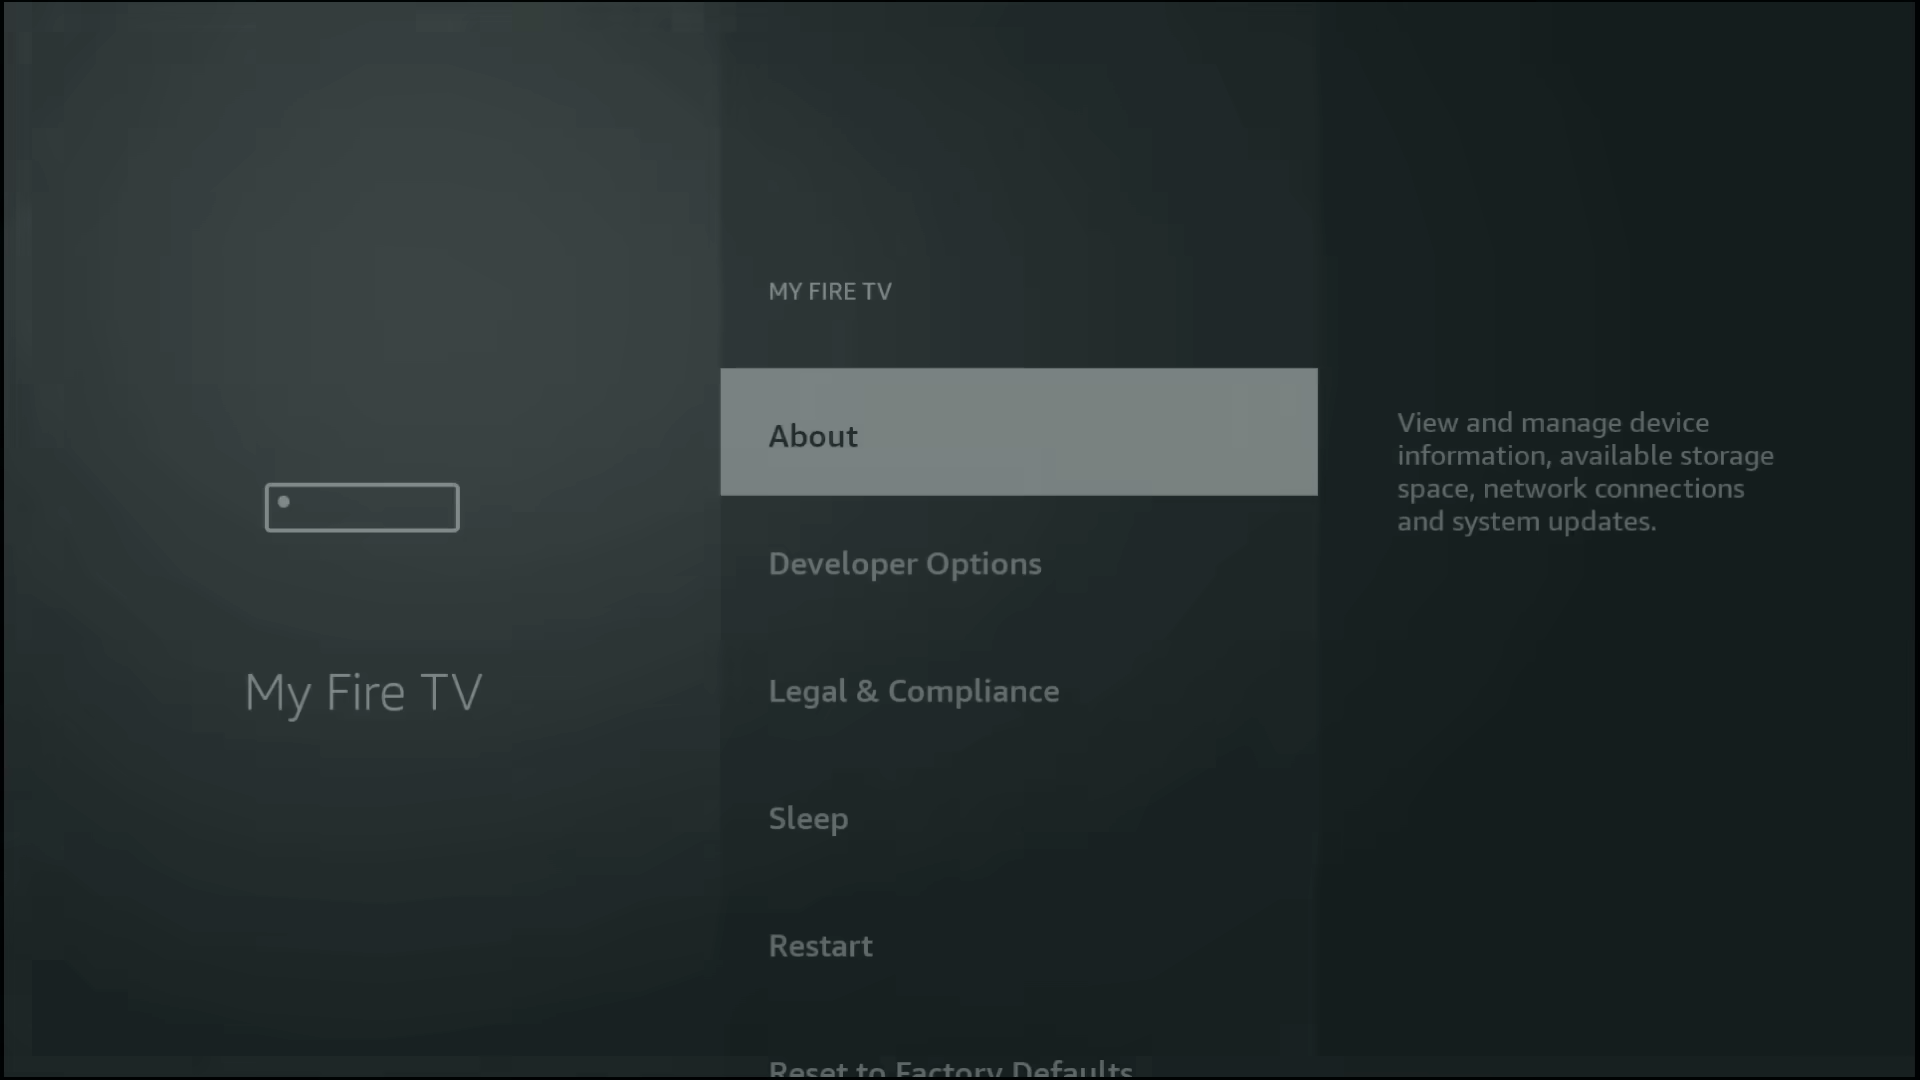 MY FIRE TV
About
View and manage device
information, available storage
space, network connections
and system updates.
Developer Options
My Fire TV
Legal & Compliance
Sleep
Restart
Reset to Factory Defaults